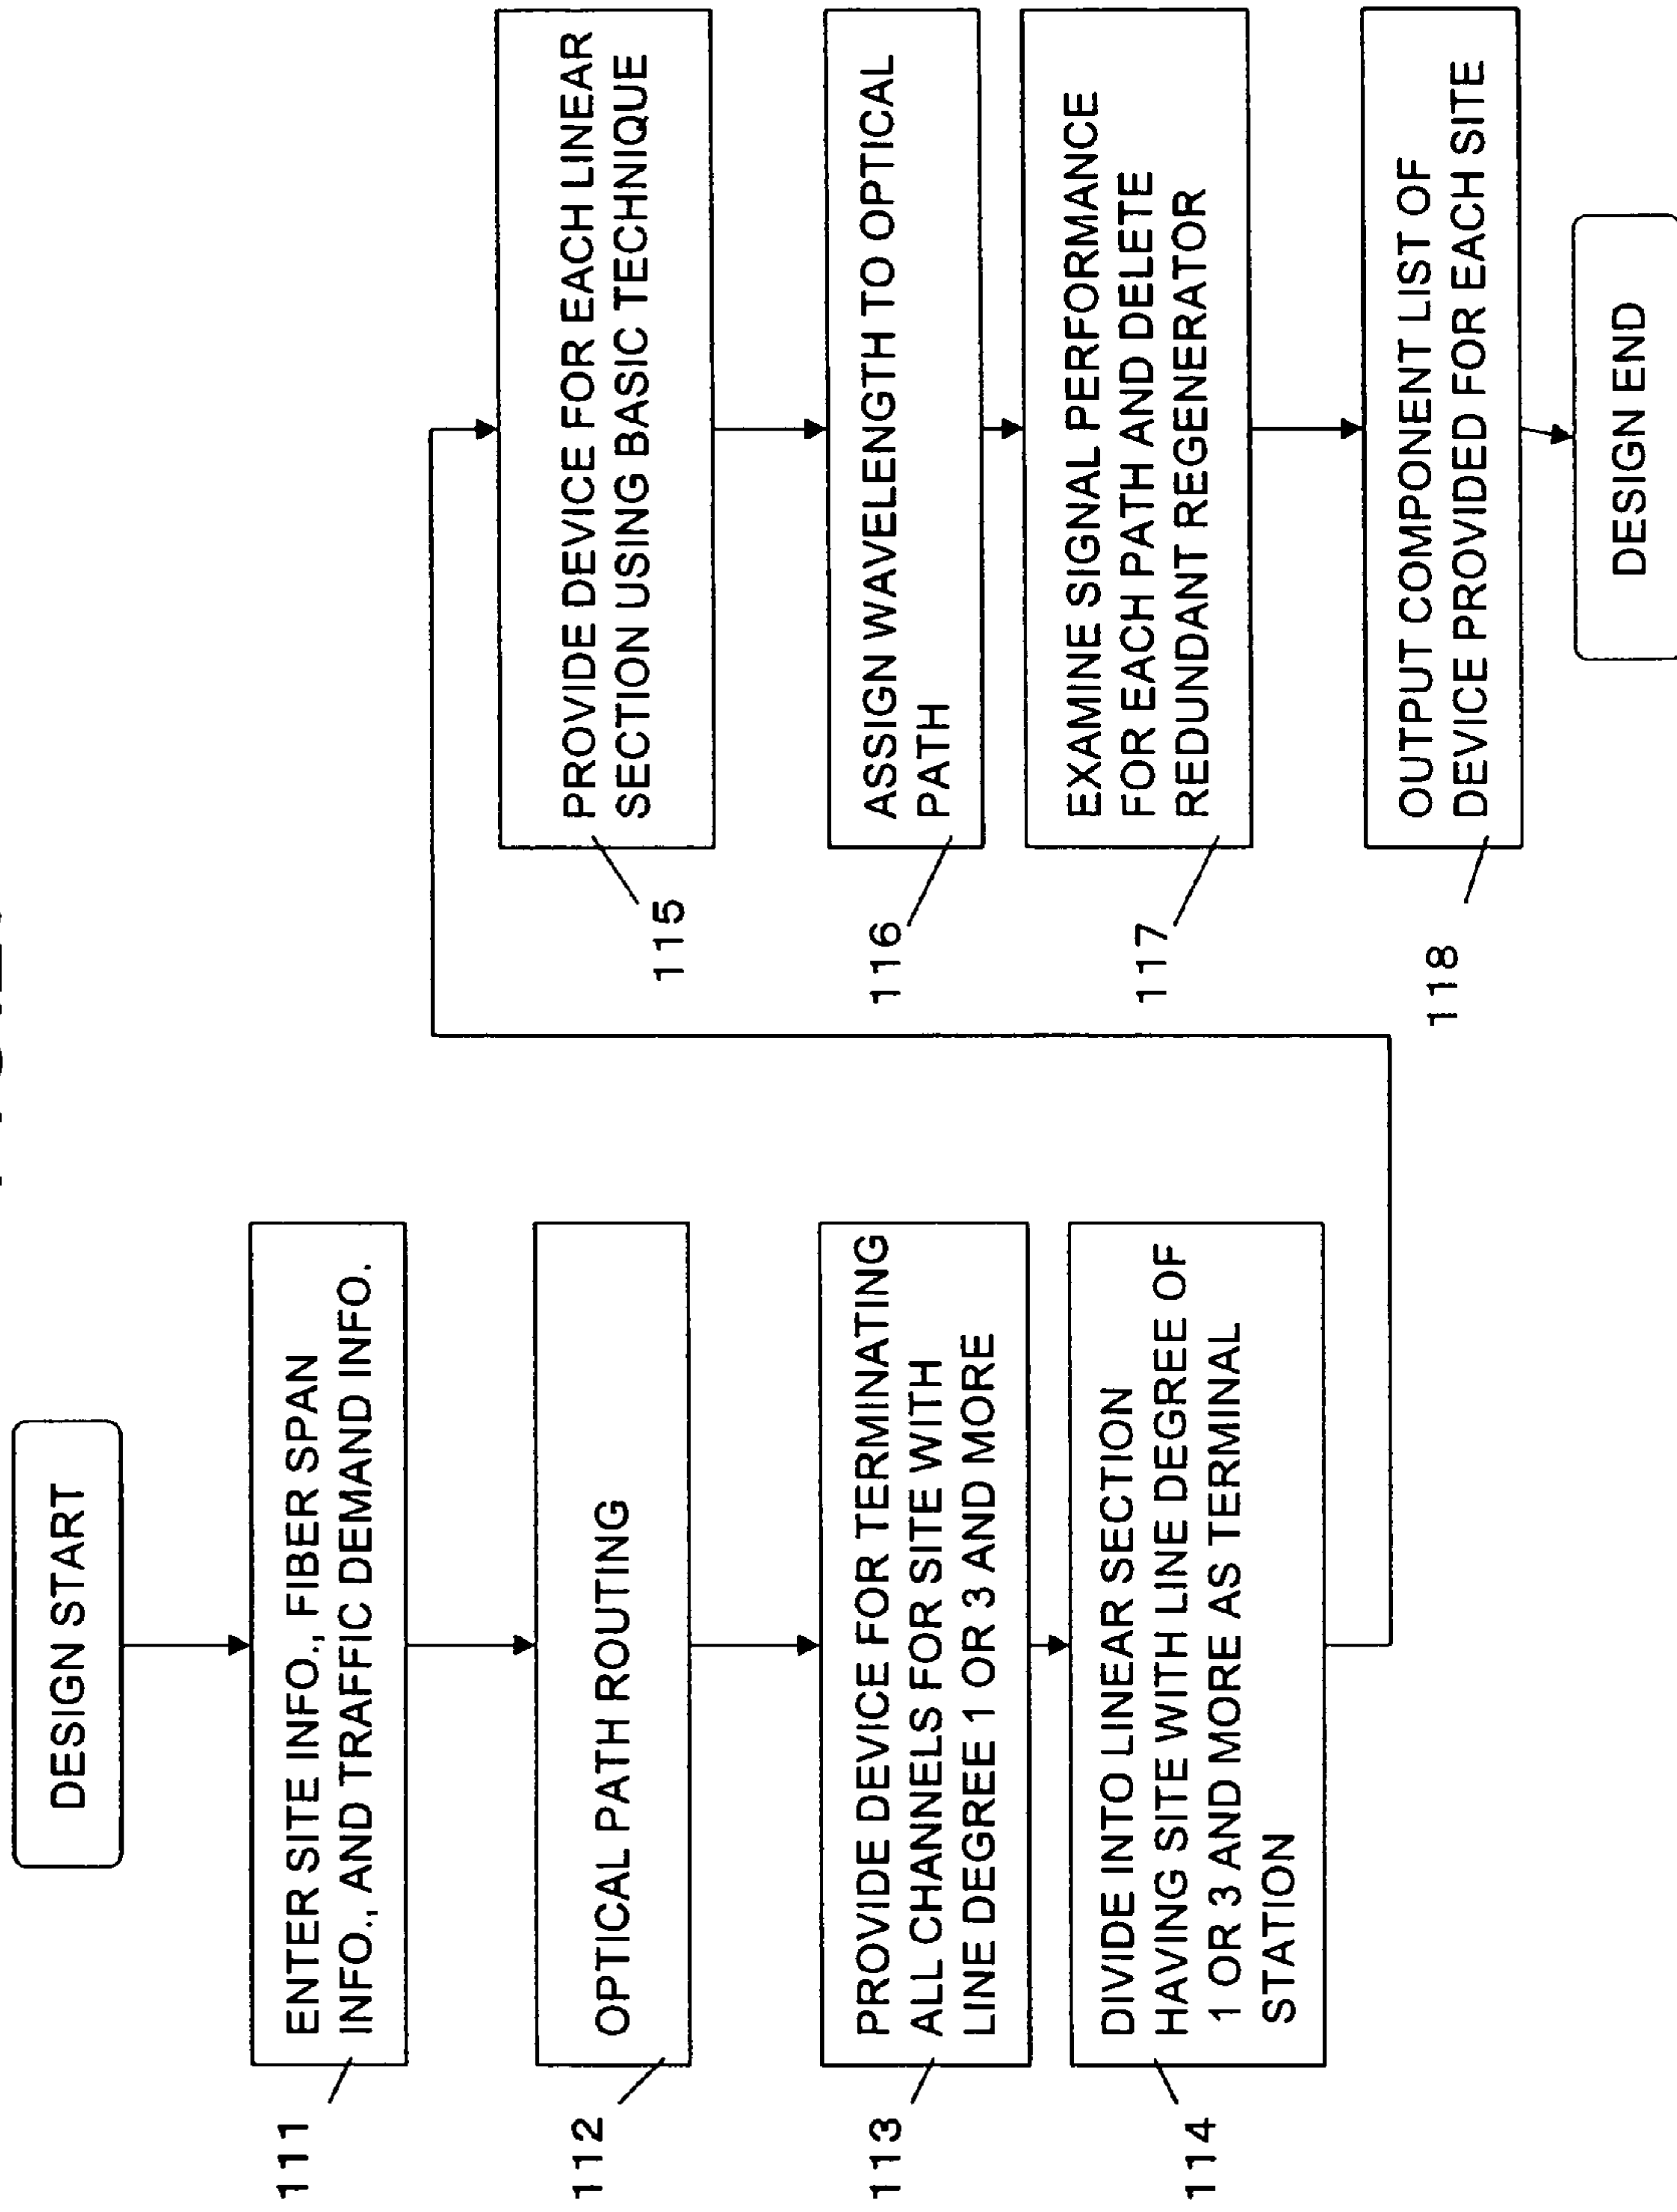 DESIGN START
111
ENTER SITE INFO., FIBER SPAN
INFO., AND TRAFFIC DEMAND INFO.
112
OPTICAL PATH ROUTING
113
PROVIDE DEVICE FOR TERMINATING
ALL CHANNELS FOR SITE WITH
LINE DEGREE 1 OR 3 AND MORE
114
DIVIDE INTO LINEAR SECTION
HAVING SITE WITH LINE DEGREE OF
1 OR 3 AND MORE AS TERMINAL
STATION
115
PROVIDE DEVICE FOR EACH LINEAR
SECTION USING BASIC TECHNIQUE
116
ASSIGN WAVELENGTH TO OPTICAL
PATH
117
EXAMINE SIGNAL PERFORMANCE
FOR EACH PATH AND DELETE
REDUNDANT REGENERATOR
118
OUTPUT COMPONENT LIST OF
DEVICE PROVIDED FOR EACH SITE
DESIGN END